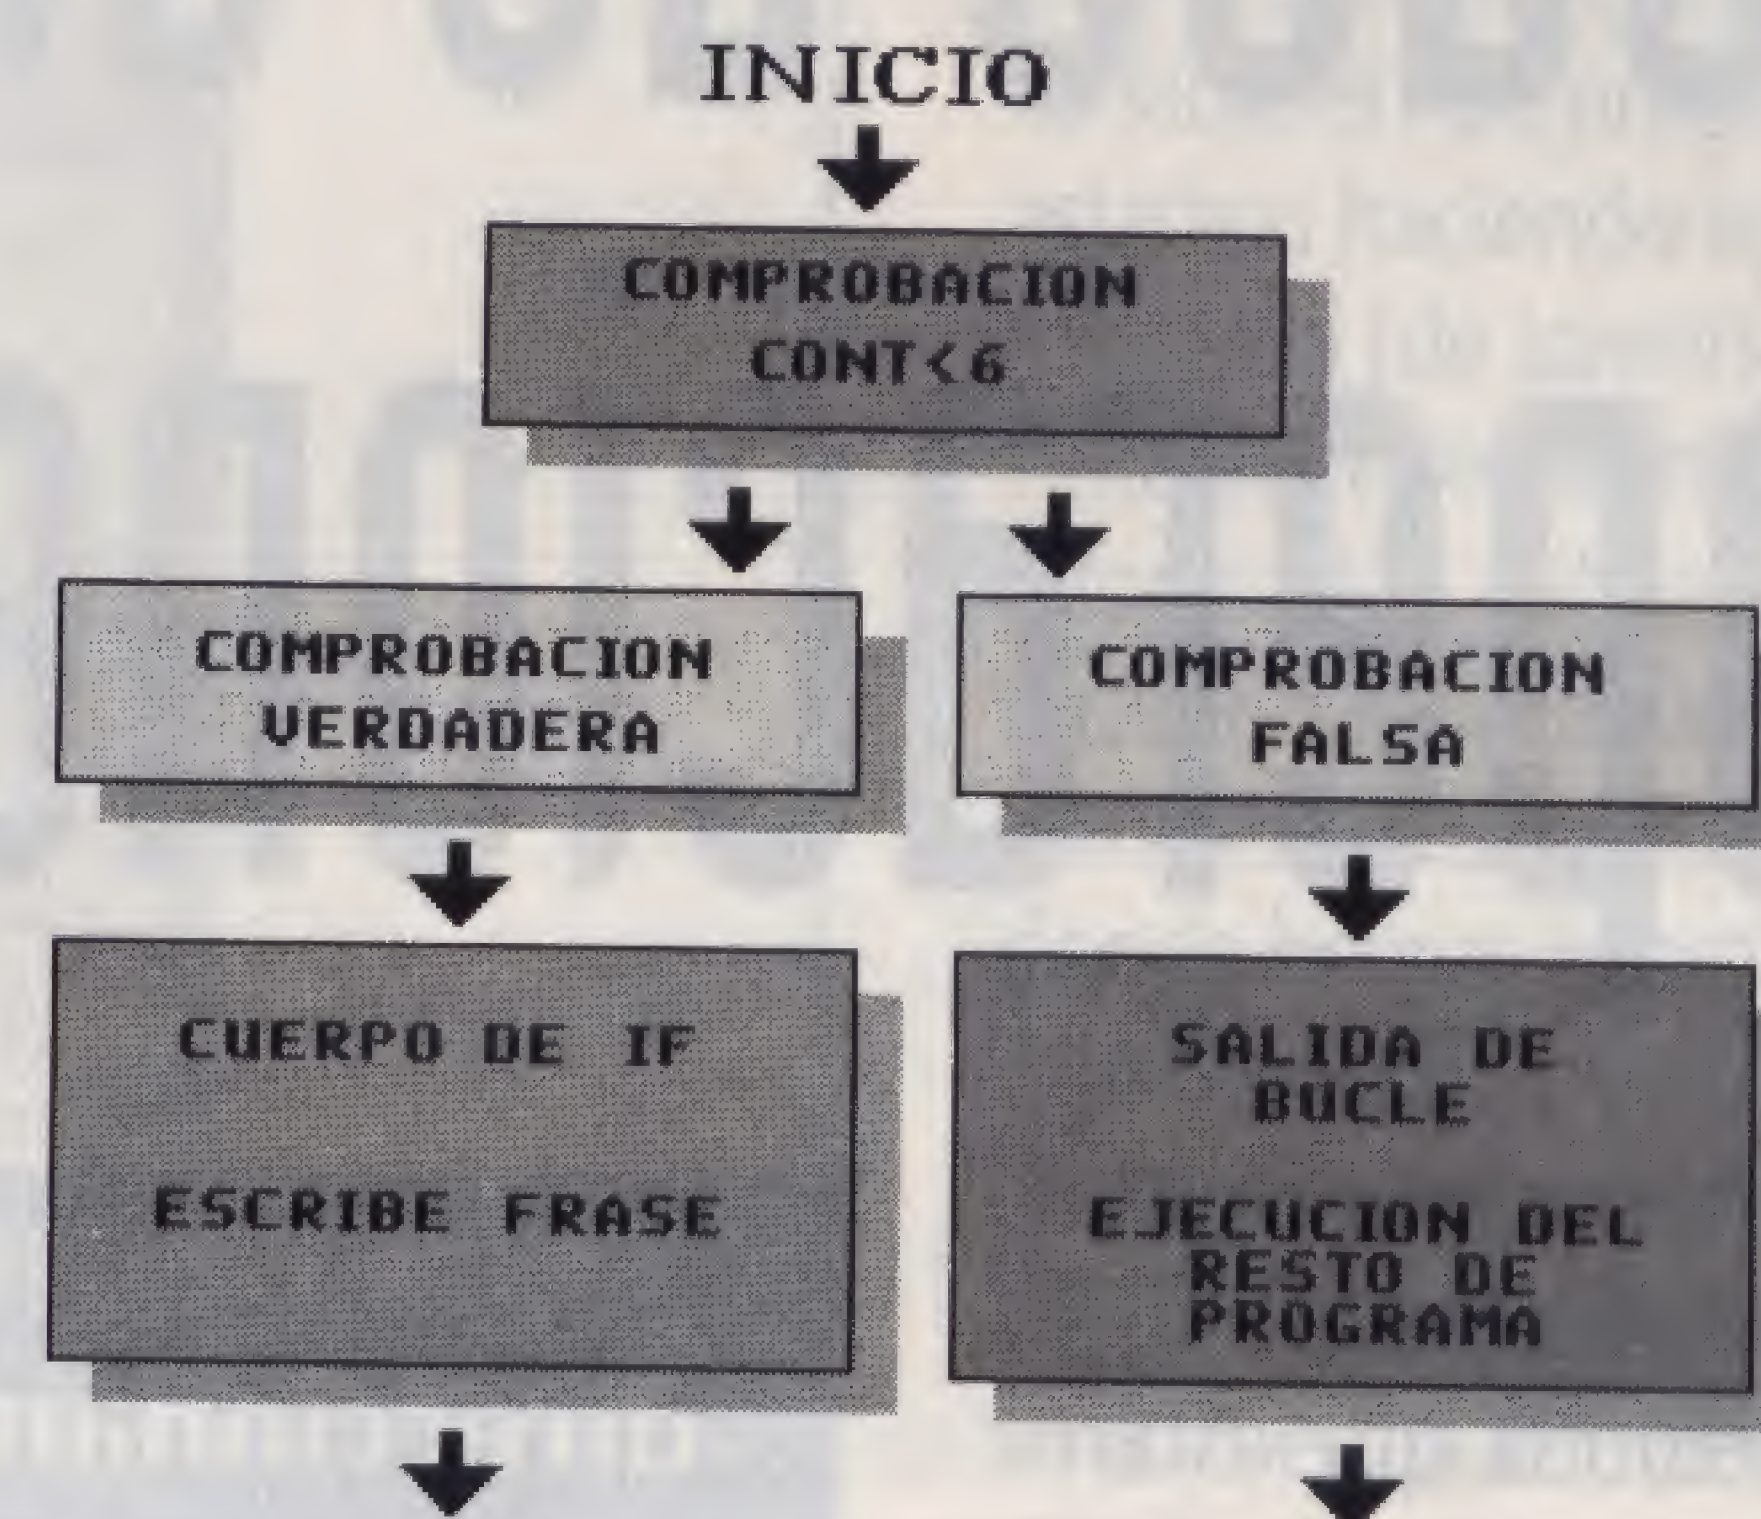 INICIO
COMPROBACION
CONT<6
COMPROBACION
VERDADERA
COMPROBACION
FALSA
CUERPO DE IF
ESCRIBE FRASE
SALIDA DE
BUCLE
EJECUCION DEL
RESTO DE
PROGRAMA